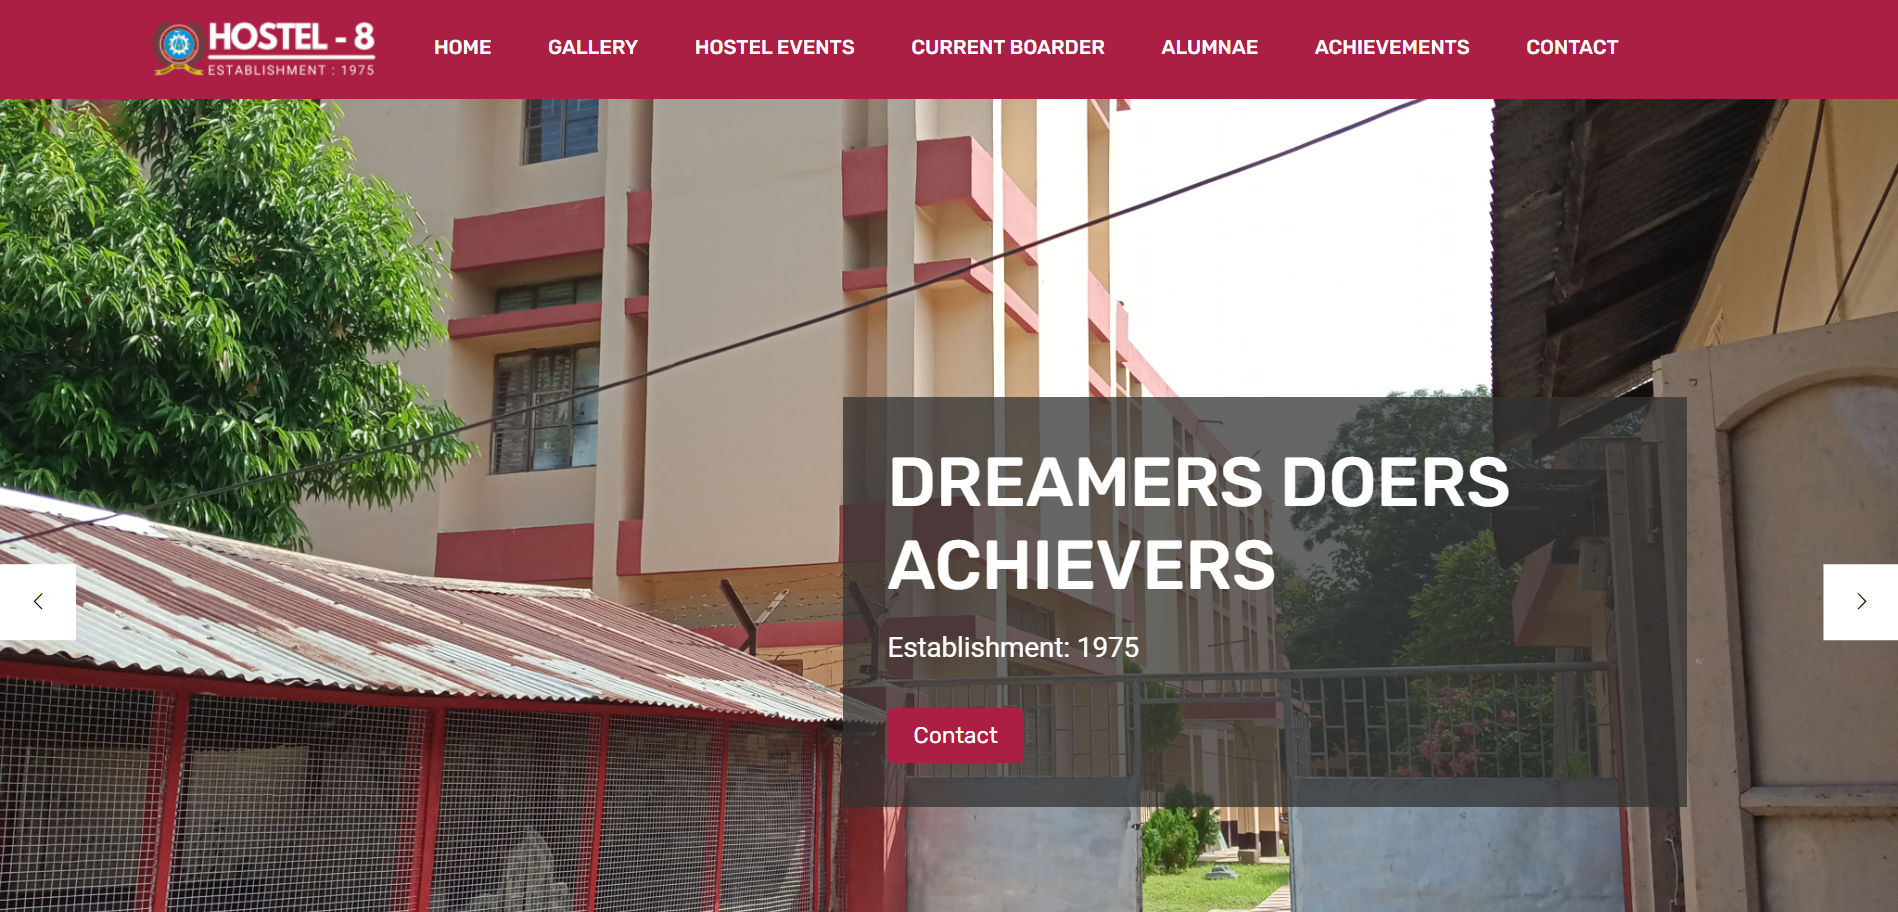 HOSTEL - 8
ESTABLISHMENT : 1975
HOME GALLERY HOSTEL EVENTS CURRENT BOARDER ALUMNAE ACHIEVEMENTS CONTACT
DREAMERS DOERS
ACHIEVERS
Establishment: 1975
Contact